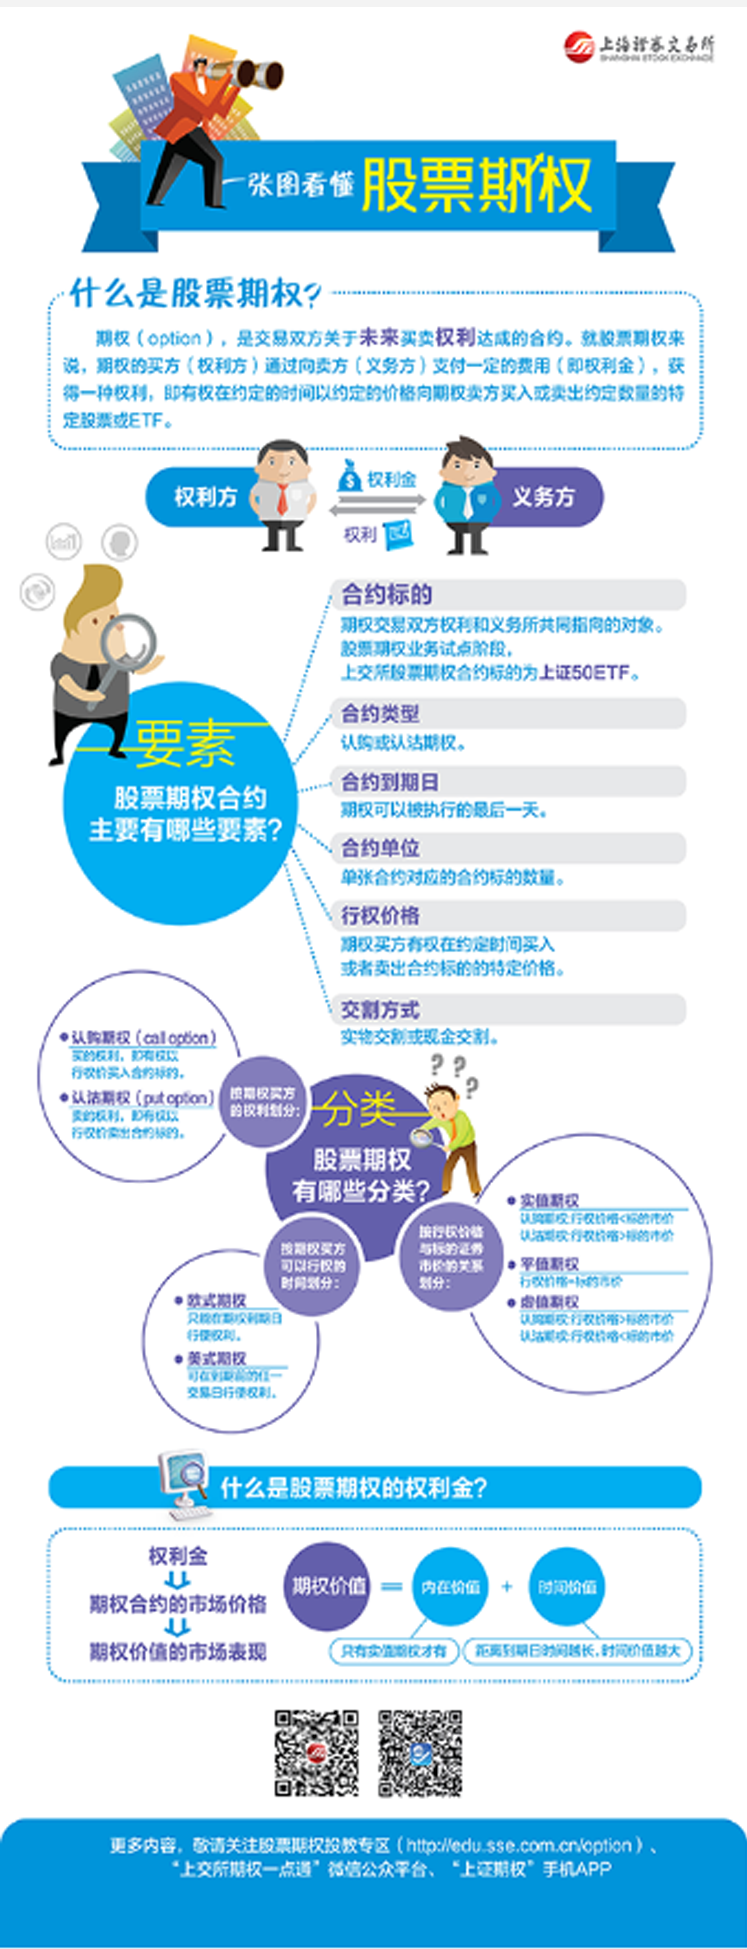 上海證券交易所
SHANGHAI STOCK EXCHANGE
一张图看懂 股票期权
什么是股票期权?
期权(option),是交易双方关于未来买卖权利达成的合约。就股票期权来
说,期权的买方(权利方)通过向卖方(义务方)支付一定的费用(即权利金),获
得一种权利,即有权在约定的时间以约定的价格向期权卖方买入或卖出约定数量的特
定股票或ETF。
权利方
权利金
权利
义务方
要素
股票期权合约
主要有哪些要素?
合约标的
期权交易双方权利和义务所共同指向的对象。
股票期权业务试点阶段,
上交所股票期权合约标的为上证50ETF。
合约类型
认购或认沽期权。
合约到期日
期权可以被执行的最后一天。
合约单位
单张合约对应的合约标的数量。
行权价格
期权买方有权在约定时间买入
或者卖出合约标的的特定价格。
交割方式
实物交割或现金交割。
分类
股票期权
有哪些分类?
???
按期权买方
的权利划分:
认购期权(call option)
买的权利,即有权以
行权价买入合约标的。
认沽期权(put option)
卖的权利,即有权以
行权价卖出合约标的。
按期权买方
可以行权的
时间划分:
欧式期权
只能在期权到期日
行使权利。
美式期权
可在到期前的任一
交易日行使权利。
按行权价格
与标的证券
市价的关系
划分:
实值期权
认购期权:行权价格<标的市价
认沽期权:行权价格>标的市价
平值期权
行权价格=标的市价
虚值期权
认购期权:行权价格>标的市价
认沽期权:行权价格<标的市价
什么是股票期权的权利金?
权利金
期权合约的市场价格
期权价值的市场表现
期权价值 = 内在价值 + 时间价值
只有实值期权才有
距离到期日时间越长,时间价值越大
更多内容,敬请关注股票期权投教专区(http://edu.sse.com.cn/option)、
“上交所期权一点通”微信公众平台、“上证期权”手机APP